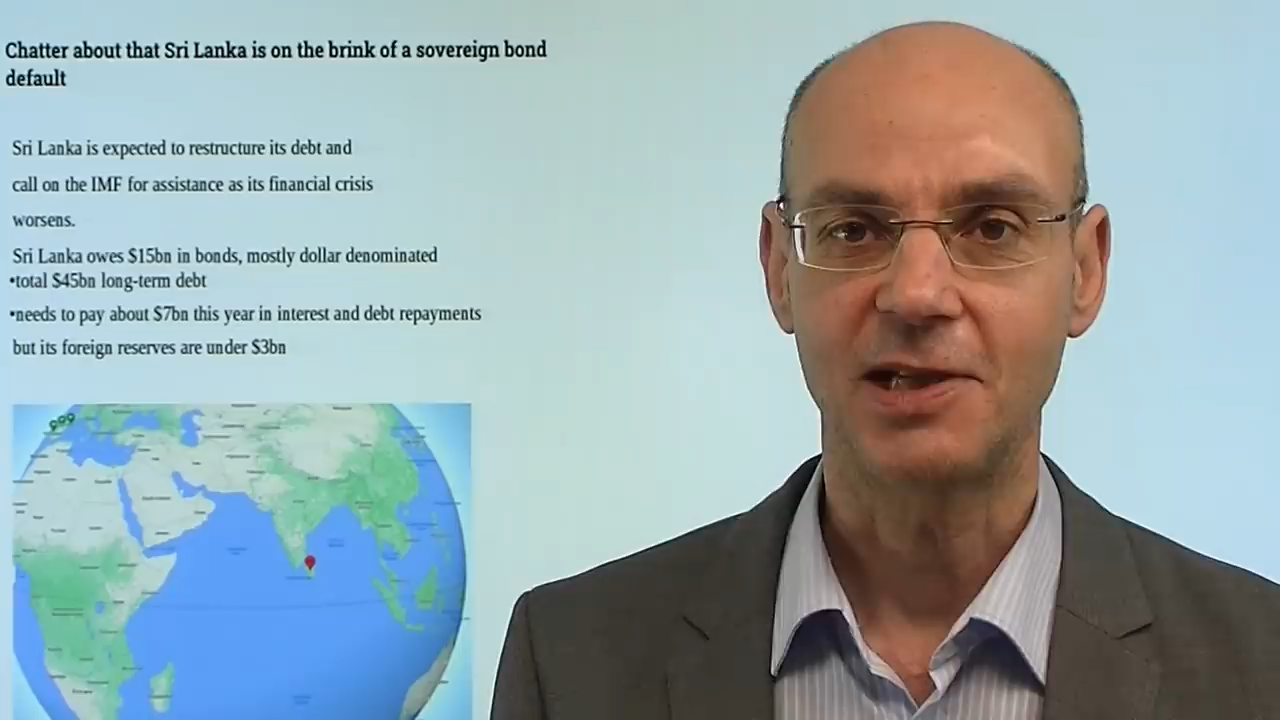 Chatter about that Sri Lanka is on the brink of a sovereign bond
default
Sri Lanka is expected to restructure its debt and
call on the IMF for assistance as its financial crisis
worsens.
Sri Lanka owes $15bn in bonds, mostly dollar denominated
•total $45bn long-term debt
•needs to pay about $7bn this year in interest and debt repayments
but its foreign reserves are under $3bn